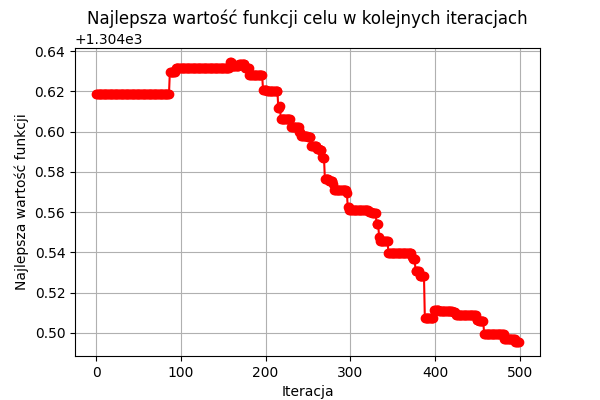 Najlepsza wartość funkcji celu w kolejnych iteracjach
+1.304e3
0.64
0.62
0.60
0.58
0.56
0.54
0.52
0.50
Najlepsza wartość funkcji
0 100 200 300 400 500
Iteracja